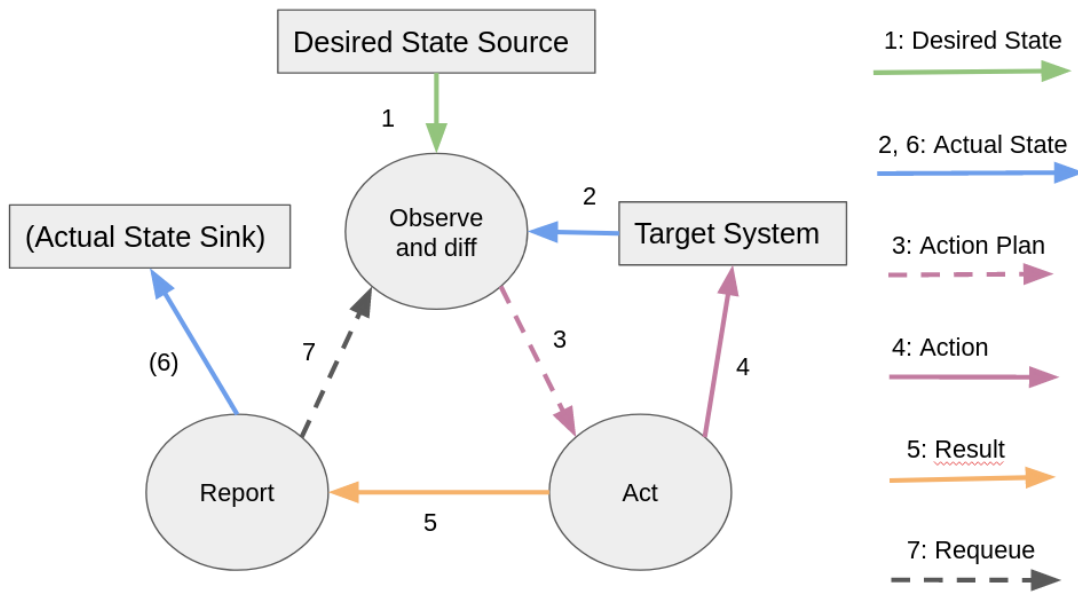 Desired State Source
1: Desired State
1
2, 6: Actual State
2
Observe
and diff
(Actual State Sink)
Target System
3: Action Plan
3
7
(6)
4
4: Action
5: Result
Report
Act
5
7: Requeue